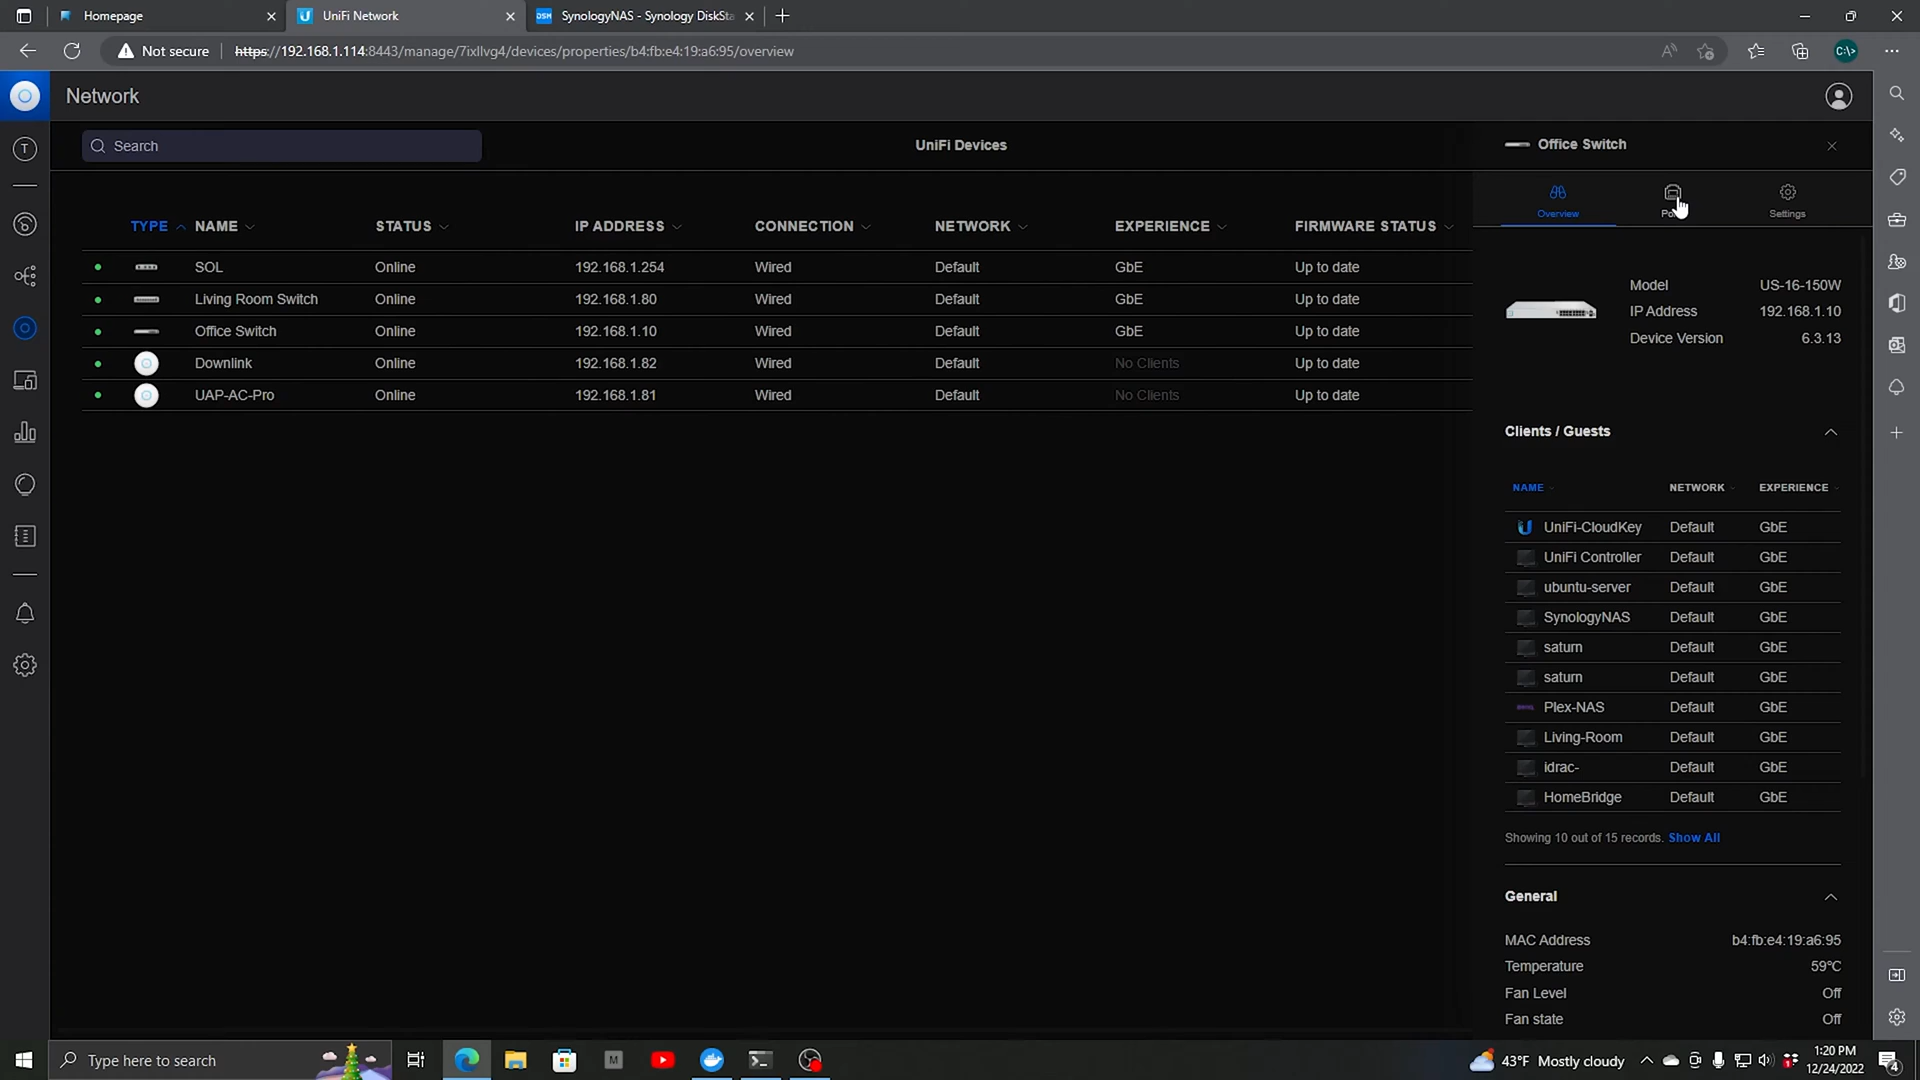 Homepage
UniFi Network
DSM SynologyNAS - Synology DiskSta
Not secure
https://192.168.1.114:8443/manage/7ixllvg4/devices/properties/b4:fb:e4:19:a6:95/overview
C:\>
Network
T
Search
UniFi Devices
Office Switch
Overview
Settings
TYPE NAME STATUS IP ADDRESS CONNECTION NETWORK EXPERIENCE FIRMWARE STATUS
SOL Online 192.168.1.254 Wired Default GbE Up to date
Living Room Switch Online 192.168.1.80 Wired Default GbE Up to date
Office Switch Online 192.168.1.10 Wired Default GbE Up to date
Downlink Online 192.168.1.82 Wired Default No Clients Up to date
UAP-AC-Pro Online 192.168.1.81 Wired Default No Clients Up to date
Model US-16-150W
IP Address 192.168.1.10
Device Version 6.3.13
Clients / Guests
NAME NETWORK EXPERIENCE
UniFi-CloudKey Default GbE
UniFi Controller Default GbE
ubuntu-server Default GbE
SynologyNAS Default GbE
saturn Default GbE
saturn Default GbE
Plex-NAS Default GbE
Living-Room Default GbE
idrac- Default GbE
HomeBridge Default GbE
Showing 10 out of 15 records. Show All
General
MAC Address b4:fb:e4:19:a6:95
Temperature 59°C
Fan Level Off
Fan state Off
Type here to search
M
43°F Mostly cloudy
1:20 PM
12/24/2022
4